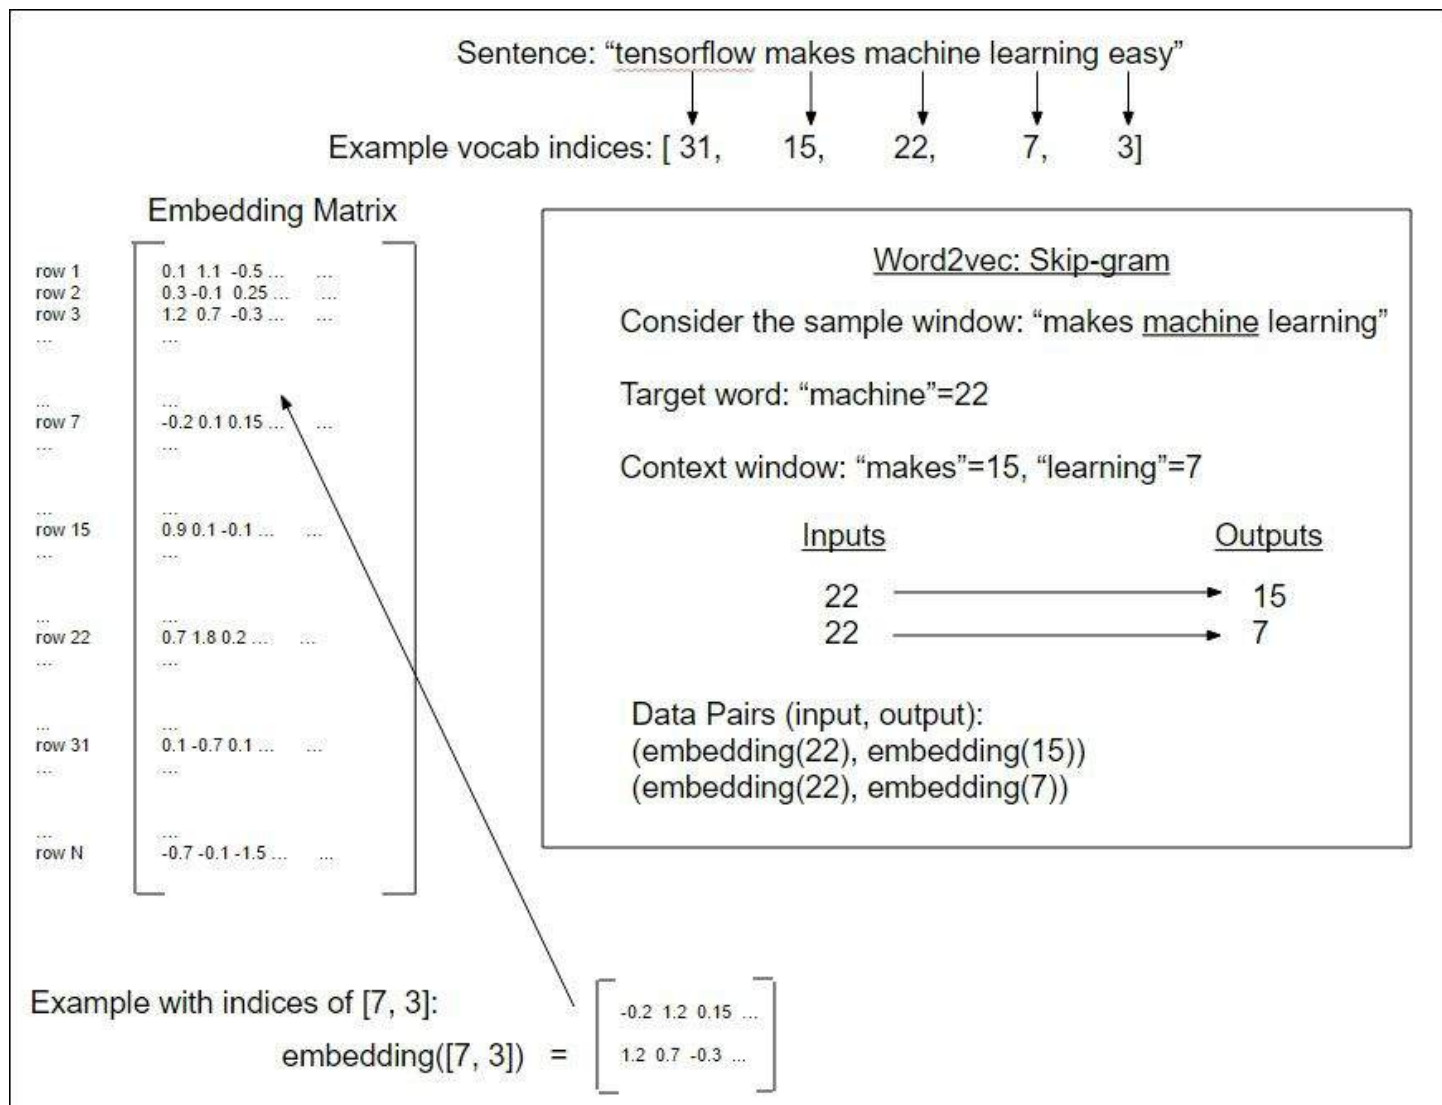 Sentence: “tensorflow makes machine learning easy”
Example vocab indices: [ 31, 15, 22, 7, 3]
Embedding Matrix
row 1 0.1 1.1 -0.5 ... ...
row 2 0.3 -0.1 0.25 ... ...
row 3 1.2 0.7 -0.3 ... ...
... ...
... ...
row 7 -0.2 0.1 0.15 ... ...
... ...
... ...
row 15 0.9 0.1 -0.1 ... ...
... ...
... ...
row 22 0.7 1.8 0.2 ... ...
... ...
... ...
row 31 0.1 -0.7 0.1 ... ...
... ...
... ...
row N -0.7 -0.1 -1.5 ... ...
Word2vec: Skip-gram
Consider the sample window: “makes machine learning”
Target word: “machine”=22
Context window: “makes”=15, “learning”=7
Inputs Outputs
22 15
22 7
Data Pairs (input, output):
(embedding(22), embedding(15))
(embedding(22), embedding(7))
Example with indices of [7, 3]:
embedding([7, 3]) =
-0.2 1.2 0.15 ...
1.2 0.7 -0.3 ...